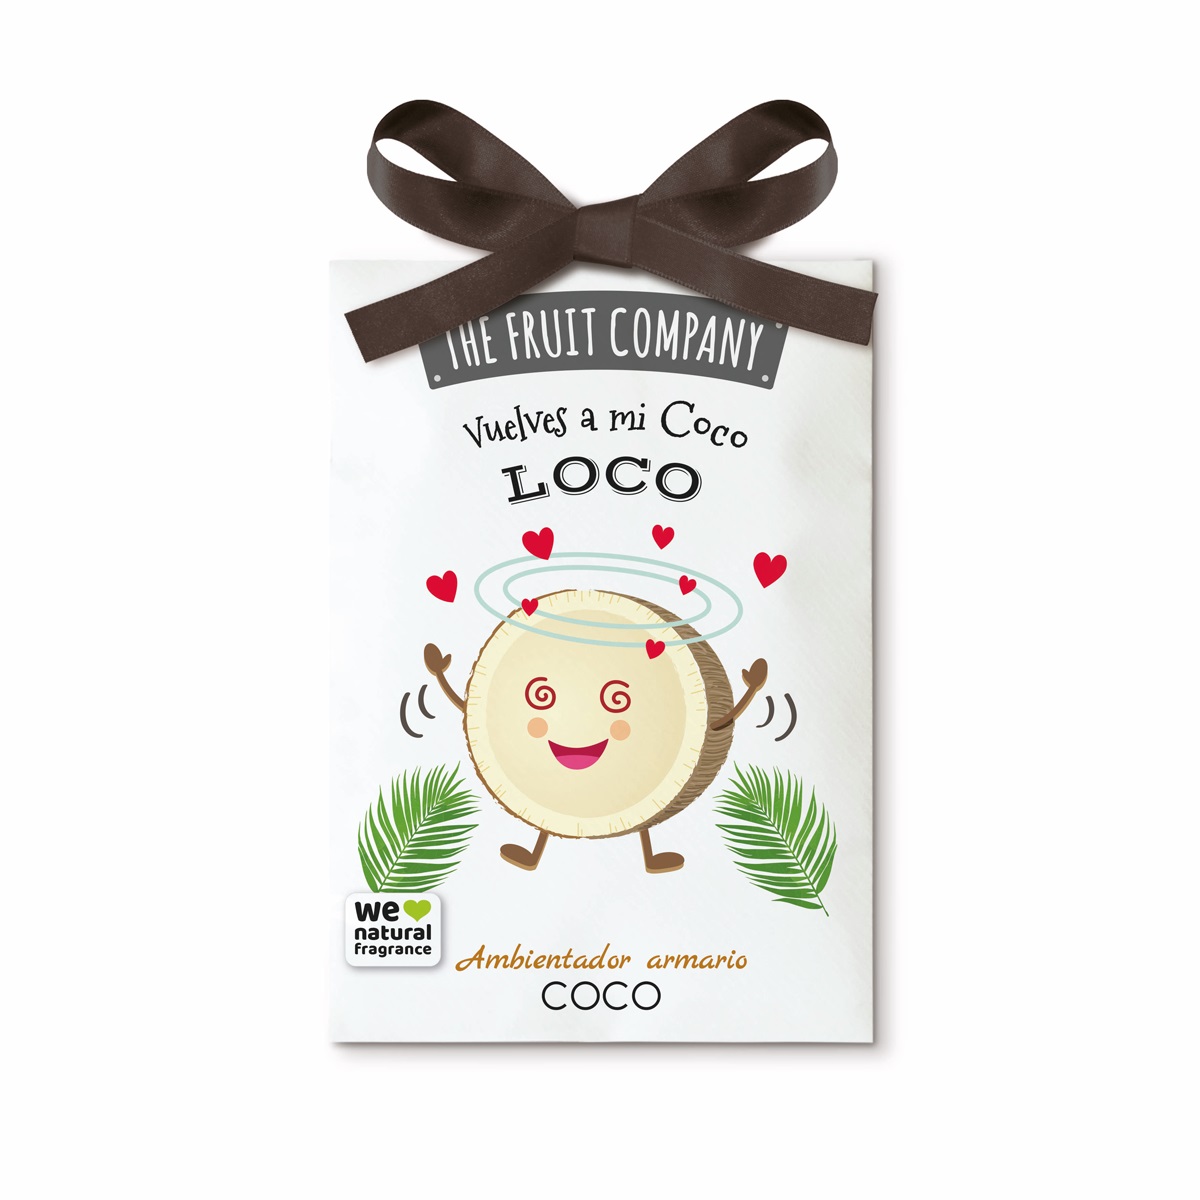 THE FRUIT COMPANY
Vuelves a mi Coco
LOCO
we
natural
fragrance
Ambientador armario
COCO